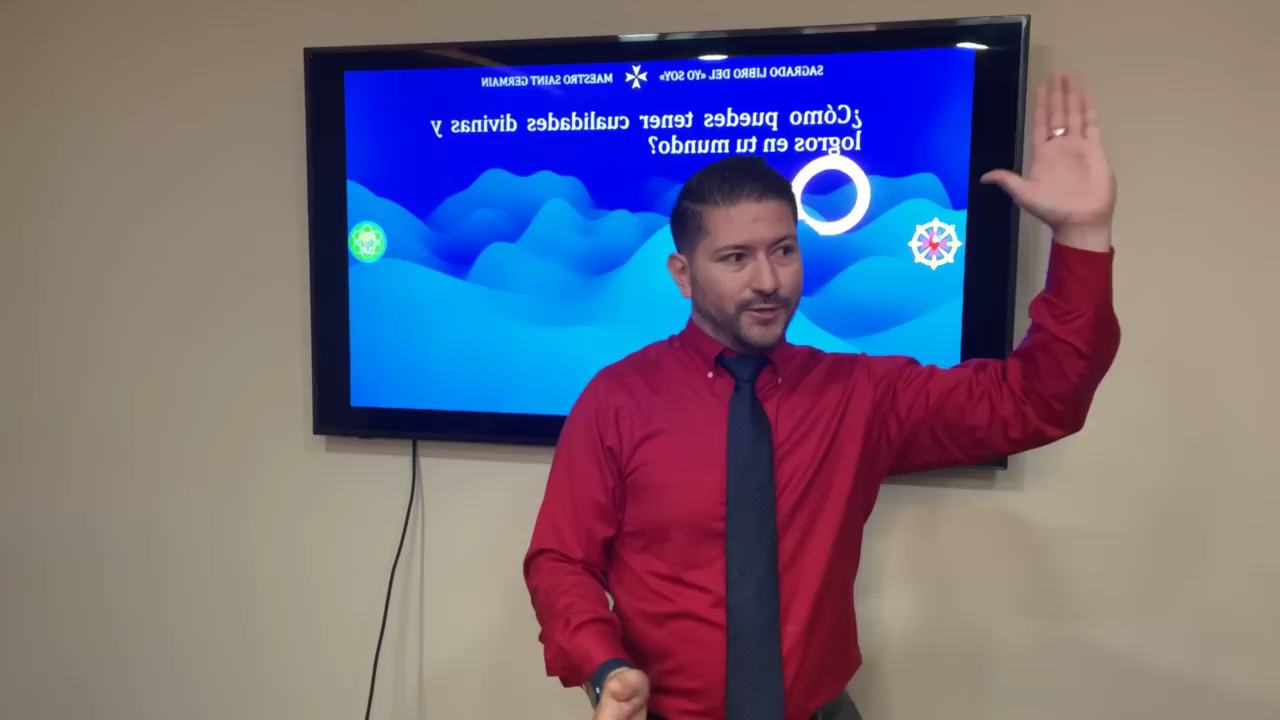 SAGRADO LIBRO DEL «YO SOY» MAESTRO SAINT GERMAIN
¿Cómo puedes tener cualidades divinas y
logros en tu mundo?